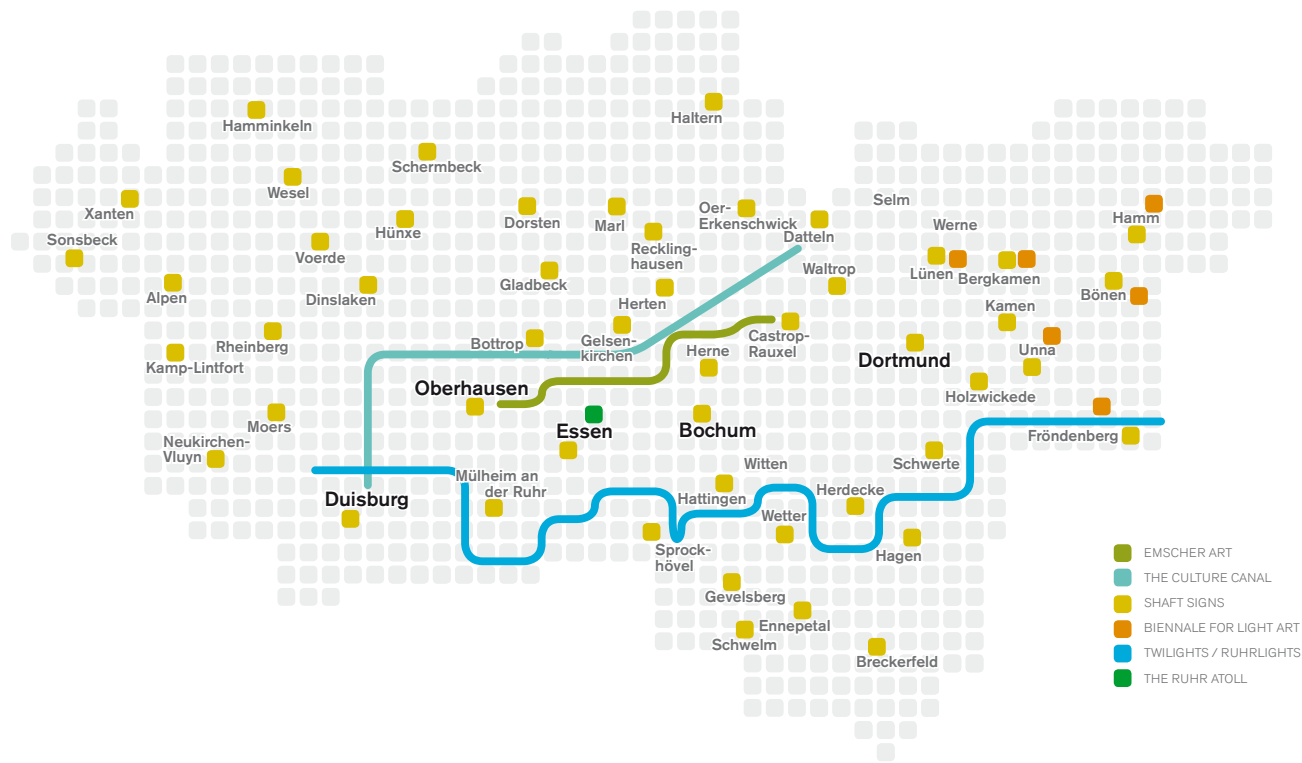 Haltern
Hamminkeln
Schermbeck
Wesel
Selm
Xanten
Oer-
Erkenschwick
Hamm
Dorsten
Marl
Werne
Hünxe
Datteln
Sonsbeck
Reckling-
hausen
Voerde
Waltrop
Lünen
Bergkamen
Gladbeck
Bönen
Alpen
Dinslaken
Herten
Kamen
Castrop-
Rauxel
Gelsen-
kirchen
Bottrop
Rheinberg
Herne
Unna
Dortmund
Kamp-Lintfort
Oberhausen
Holzwickede
Moers
Essen
Bochum
Fröndenberg
Neukirchen-
Vluyn
Witten
Schwerte
Mülheim an
der Ruhr
Herdecke
Duisburg
Hattingen
Wetter
Sprock-
hövel
Hagen
Gevelsberg
Ennepetal
Schwelm
Breckerfeld
EMSCHER ART
THE CULTURE CANAL
SHAFT SIGNS
BIENNALE FOR LIGHT ART
TWILIGHTS / RUHRLIGHTS
THE RUHR ATOLL